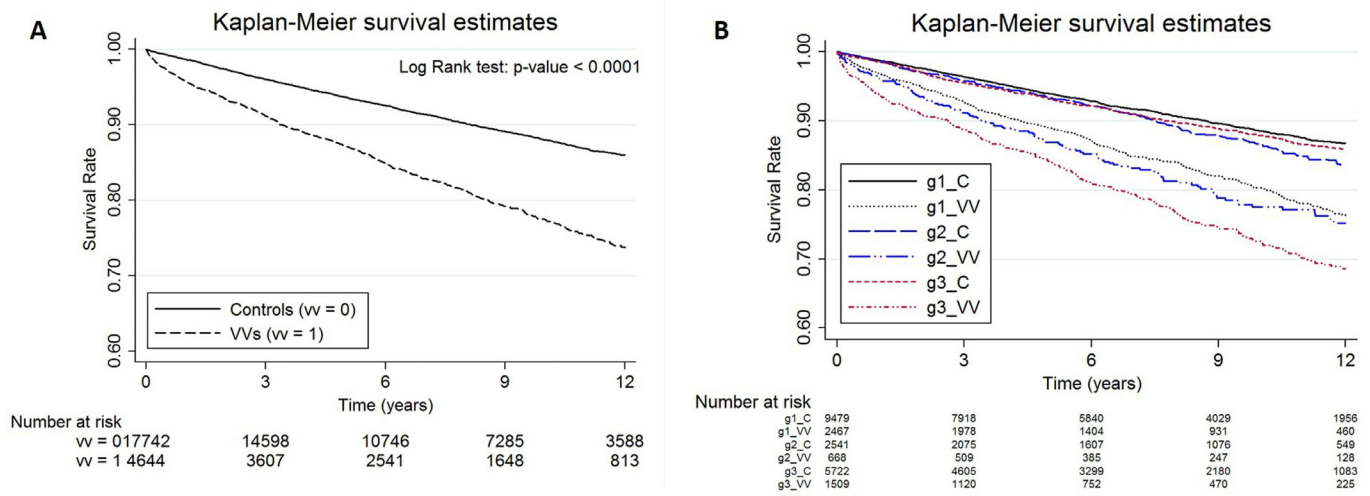 A
Kaplan-Meier survival estimates
Log Rank test: p-value < 0.0001
Survival Rate
1.00
0.90
0.80
0.70
0.60
Controls (vv = 0)
VVs (vv = 1)
0 3 6 9 12
Time (years)
Number at risk
vv = 017742 14598 10746 7285 3588
vv = 1 4644 3607 2541 1648 813
B
Kaplan-Meier survival estimates
Survival Rate
1.00
0.90
0.80
0.70
0.60
g1_C
g1_VV
g2_C
g2_VV
g3_C
g3_VV
0 3 6 9 12
Time (years)
Number at risk
g1_C 9479 7918 5840 4029 1956
g1_VV 2467 1978 1404 931 460
g2_C 2541 2075 1607 1076 549
g2_VV 668 509 385 247 128
g3_C 5722 4605 3299 2180 1083
g3_VV 1509 1120 752 470 225